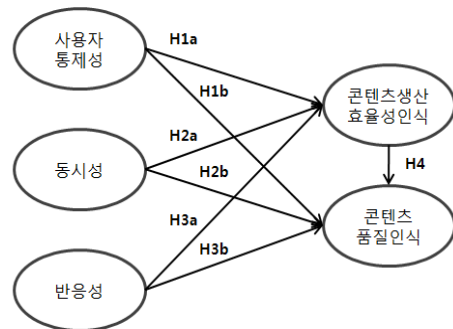 사용자
통제성
H1a
H1b
콘텐츠생산
효율성인식
H2a
동시성
H2b
H4
H3a
콘텐츠
품질인식
H3b
반응성